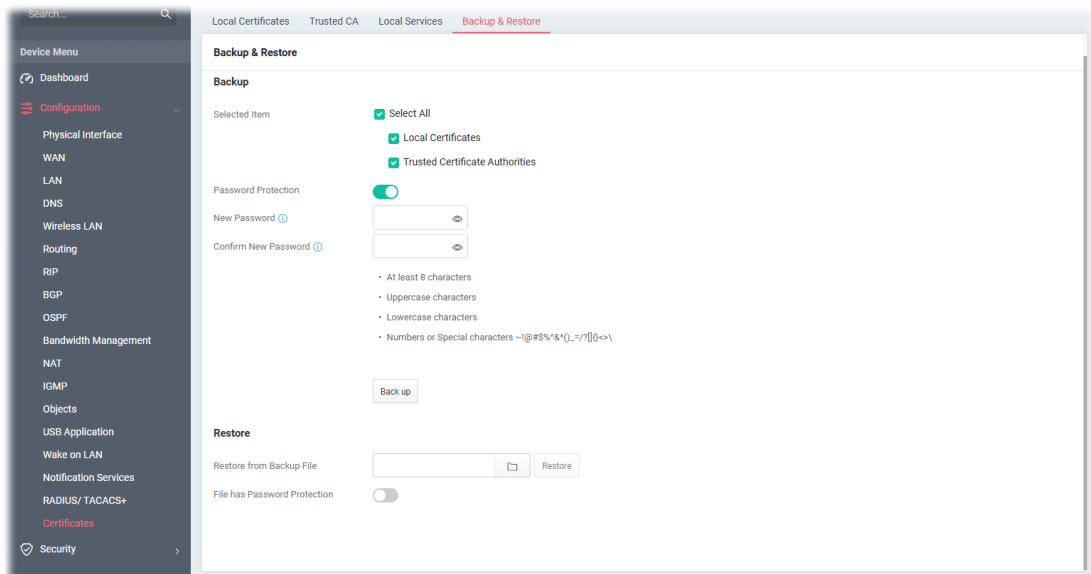 Search...
Local Certificates Trusted CA Local Services Backup & Restore
Device Menu
Backup & Restore
Dashboard
Backup
Configuration
Selected Item Select All
Physical Interface
Local Certificates
WAN
Trusted Certificate Authorities
LAN
Password Protection
DNS
New Password
Wireless LAN
Confirm New Password
Routing
RIP
• At least 8 characters
BGP
• Uppercase characters
OSPF
• Lowercase characters
Bandwidth Management
• Numbers or Special characters ~!@#$%^&*()_=/?[]{}<>\
NAT
IGMP
Back up
Objects
USB Application
Restore
Wake on LAN
Restore from Backup File Restore
Notification Services
File has Password Protection
RADIUS/ TACACS+
Certificates
Security